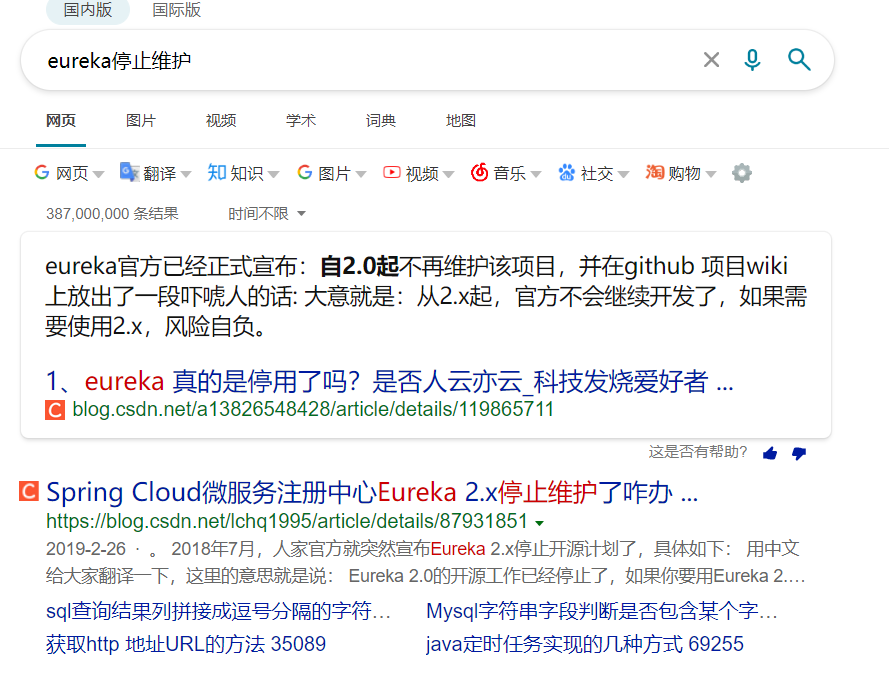 国内版 国际版
eureka停止维护
网页 图片 视频 学术 词典 地图
网页 翻译 知 知识 图片 视频 音乐 社交 淘 购物
387,000,000 条结果 时间不限
eureka官方已经正式宣布：自2.0起不再维护该项目，并在github 项目wiki
上放出了一段吓唬人的话: 大意就是：从2.x起，官方不会继续开发了，如果需
要使用2.x，风险自负。
1、eureka 真的是停用了吗？是否人云亦云_科技发烧爱好者 ...
C blog.csdn.net/a13826548428/article/details/119865711
这是否有帮助?
C Spring Cloud微服务注册中心Eureka 2.x停止维护了咋办 ...
https://blog.csdn.net/lchq1995/article/details/87931851
2019-2-26 · 。 2018年7月，人家官方就突然宣布Eureka 2.x停止开源计划了，具体如下： 用中文
给大家翻译一下，这里的意思就是说： Eureka 2.0的开源工作已经停止了，如果你要用Eureka 2.…
sql查询结果列拼接成逗号分隔的字符… Mysql字符串字段判断是否包含某个字…
获取http 地址URL的方法 35089 java定时任务实现的几种方式 69255